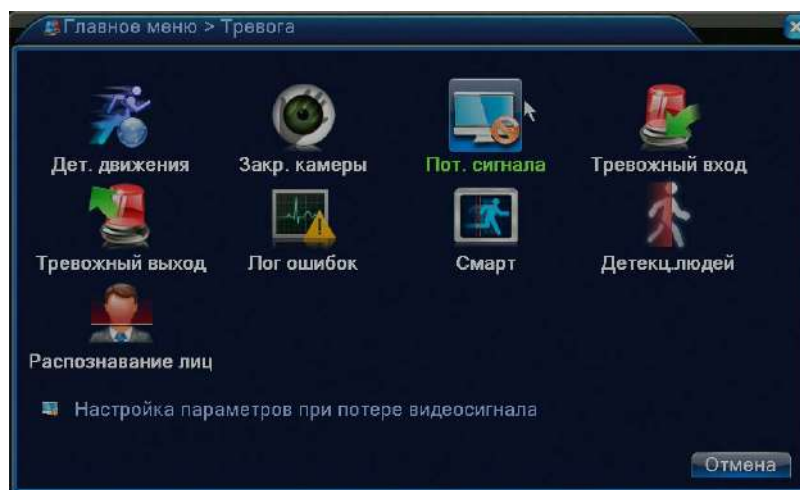 Главное меню > Тревога
Дет. движения
Закр. камеры
Пот. сигнала
Тревожный вход
Тревожный выход
Лог ошибок
Смарт
Детекц.людей
Распознавание лиц
Настройка параметров при потере видеосигнала
Отмена